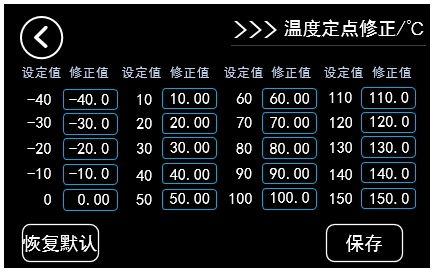 温度定点修正/℃
设定值 修正值 设定值 修正值 设定值 修正值 设定值 修正值
-40 -40.0 10 10.00 60 60.00 110 110.0
-30 -30.0 20 20.00 70 70.00 120 120.0
-20 -20.0 30 30.00 80 80.00 130 130.0
-10 -10.0 40 40.00 90 90.00 140 140.0
0 0.00 50 50.00 100 100.0 150 150.0
恢复默认 保存